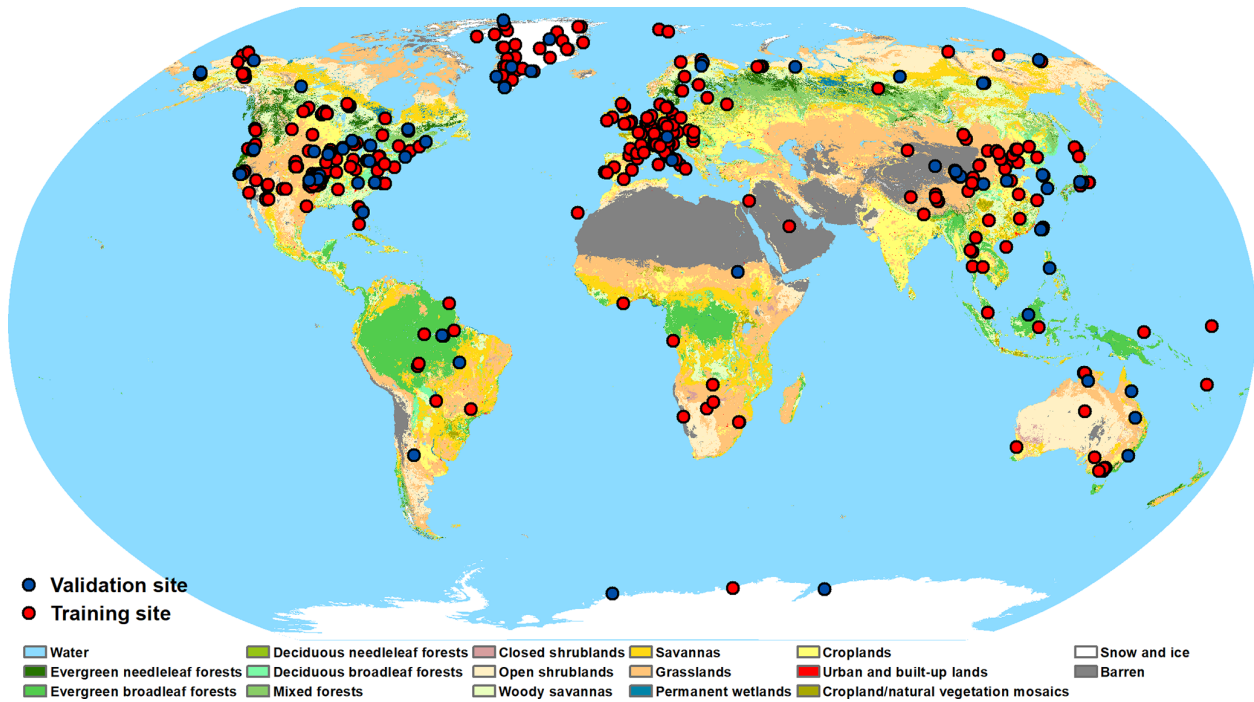 Validation site
Training site
Water
Evergreen needleleaf forests
Evergreen broadleaf forests
Deciduous needleleaf forests
Deciduous broadleaf forests
Mixed forests
Closed shrublands
Open shrublands
Woody savannas
Savannas
Grasslands
Permanent wetlands
Croplands
Urban and built-up lands
Cropland/natural vegetation mosaics
Snow and ice
Barren